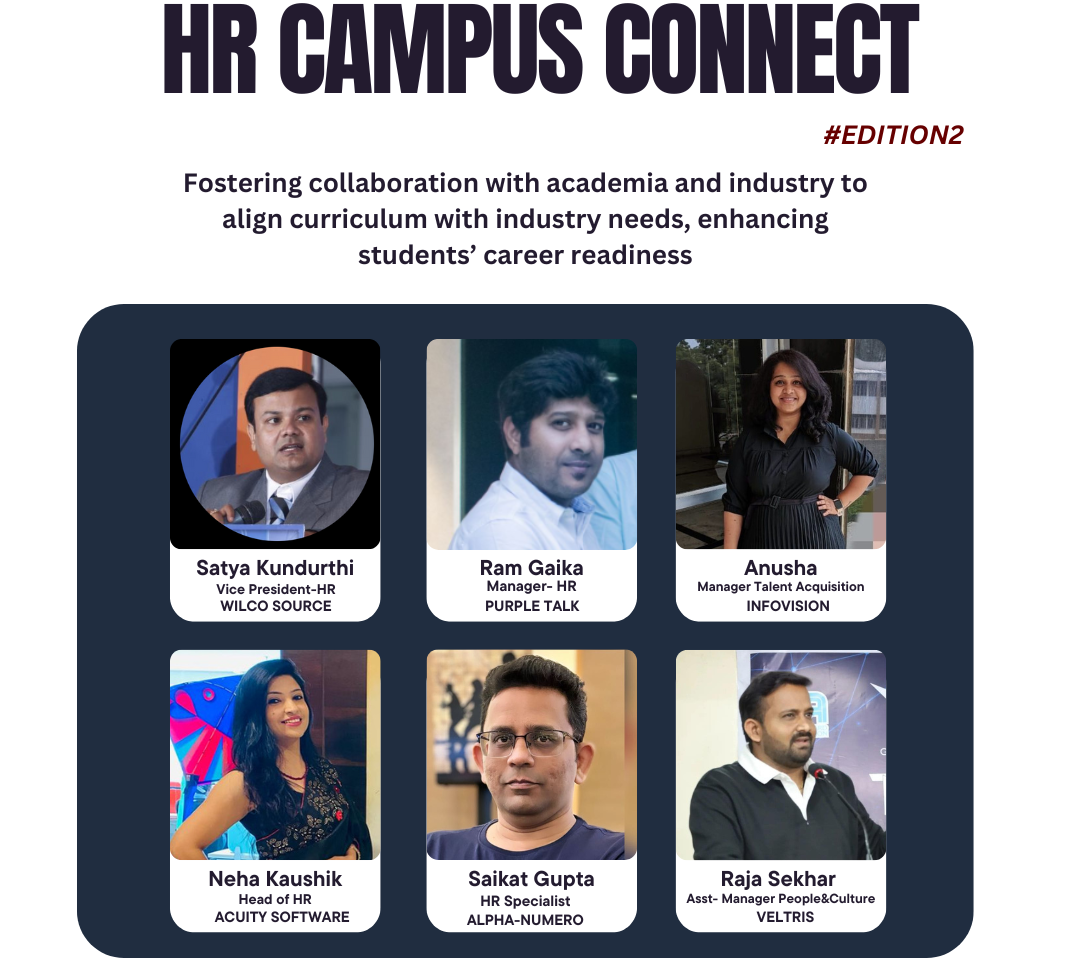 HR CAMPUS CONNECT
#EDITION2
Fostering collaboration with academia and industry to
align curriculum with industry needs, enhancing
students’ career readiness
Satya Kundurthi
Vice President-HR
WILCO SOURCE
Ram Gaika
Manager- HR
PURPLE TALK
Anusha
Manager Talent Acquisition
INFOVISION
Neha Kaushik
Head of HR
ACUITY SOFTWARE
Saikat Gupta
HR Specialist
ALPHA-NUMERO
Raja Sekhar
Asst- Manager People&Culture
VELTRIS